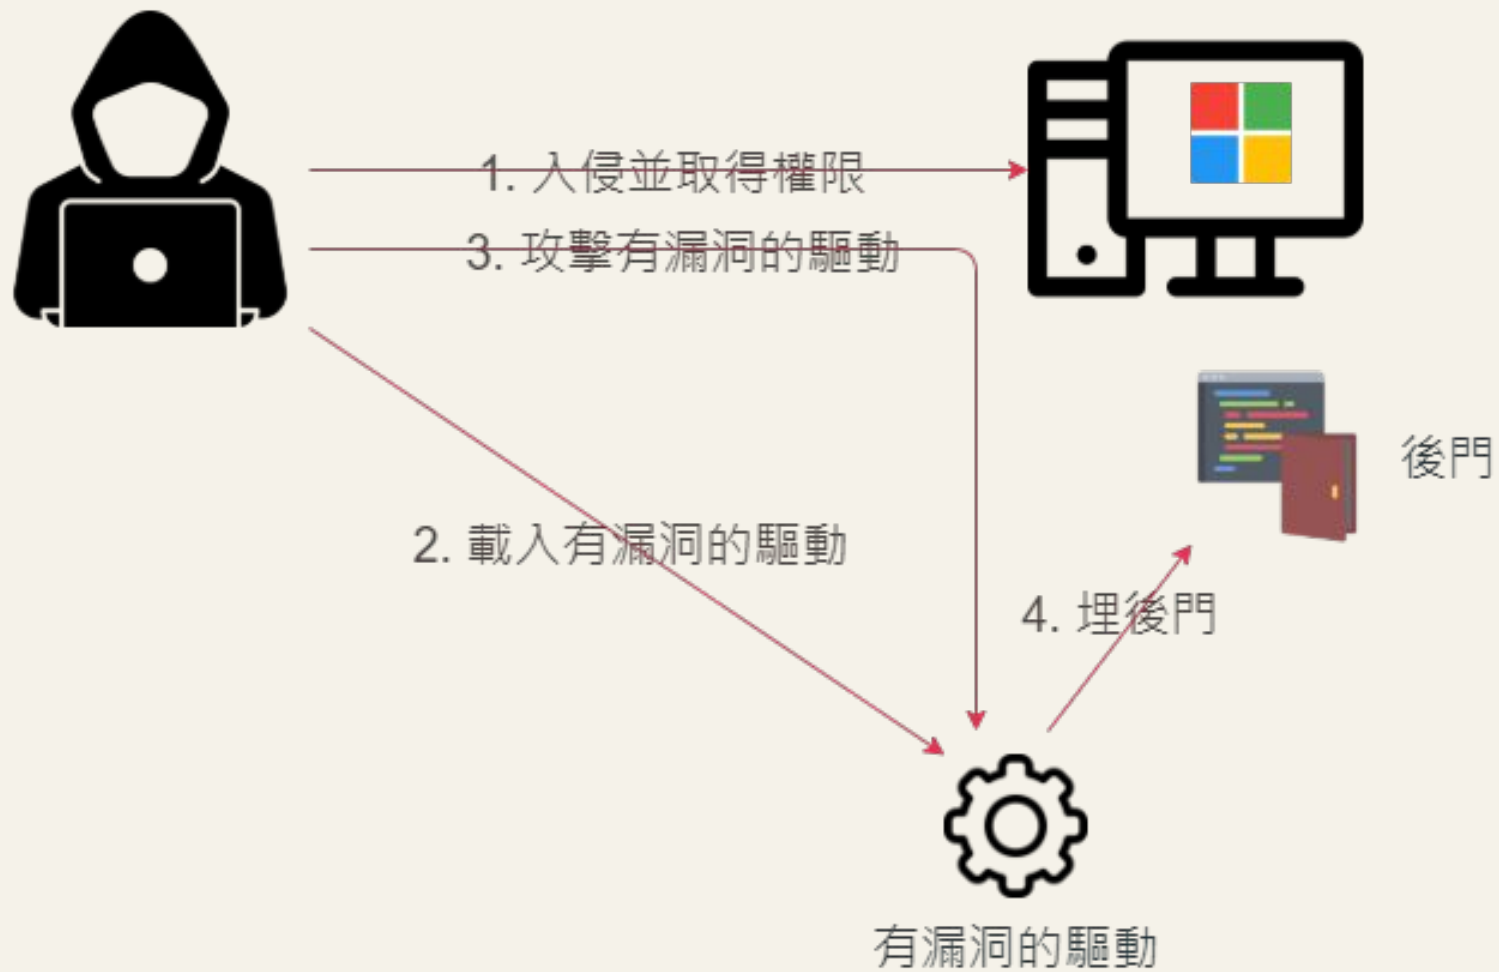 1. 入侵並取得權限
3. 攻擊有漏洞的驅動
後門
2. 載入有漏洞的驅動
4. 埋後門
有漏洞的驅動